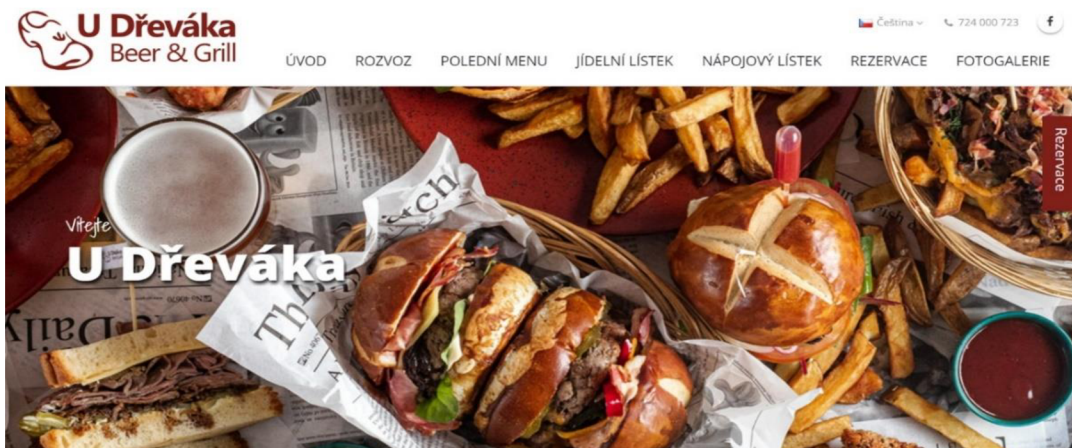 U Dřeváka
Beer & Grill
Čeština
724 000 723
f
ÚVOD ROZVOZ POLEDNÍ MENU JÍDELNÍ LÍSTEK NÁPOJOVÝ LÍSTEK REZERVACE FOTOGALERIE
Rezervace
Vítejte
U Dřeváka
Daily